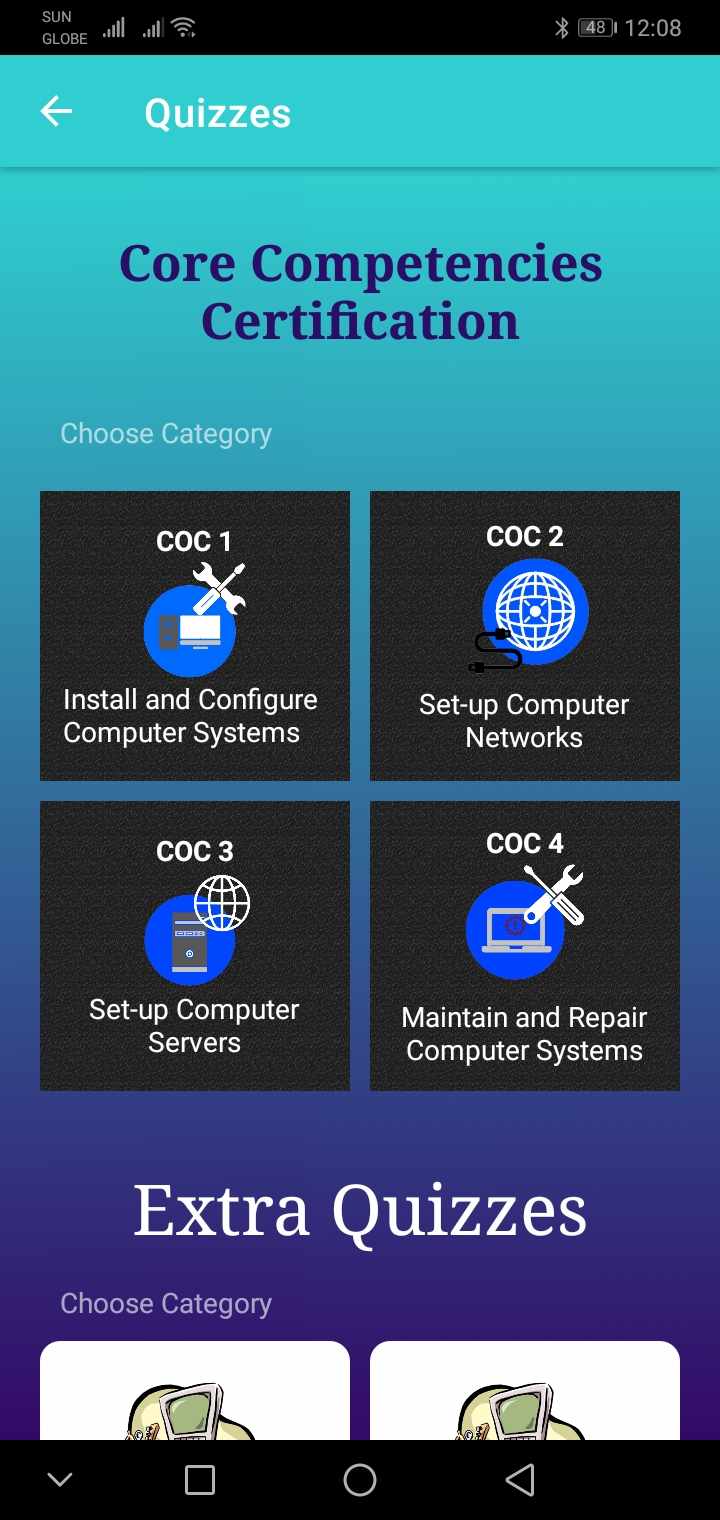 SUN
GLOBE
48
12:08
Quizzes
Core Competencies
Certification
Choose Category
COC 1
Install and Configure
Computer Systems
COC 2
Set-up Computer
Networks
COC 3
Set-up Computer
Servers
COC 4
Maintain and Repair
Computer Systems
Extra Quizzes
Choose Category